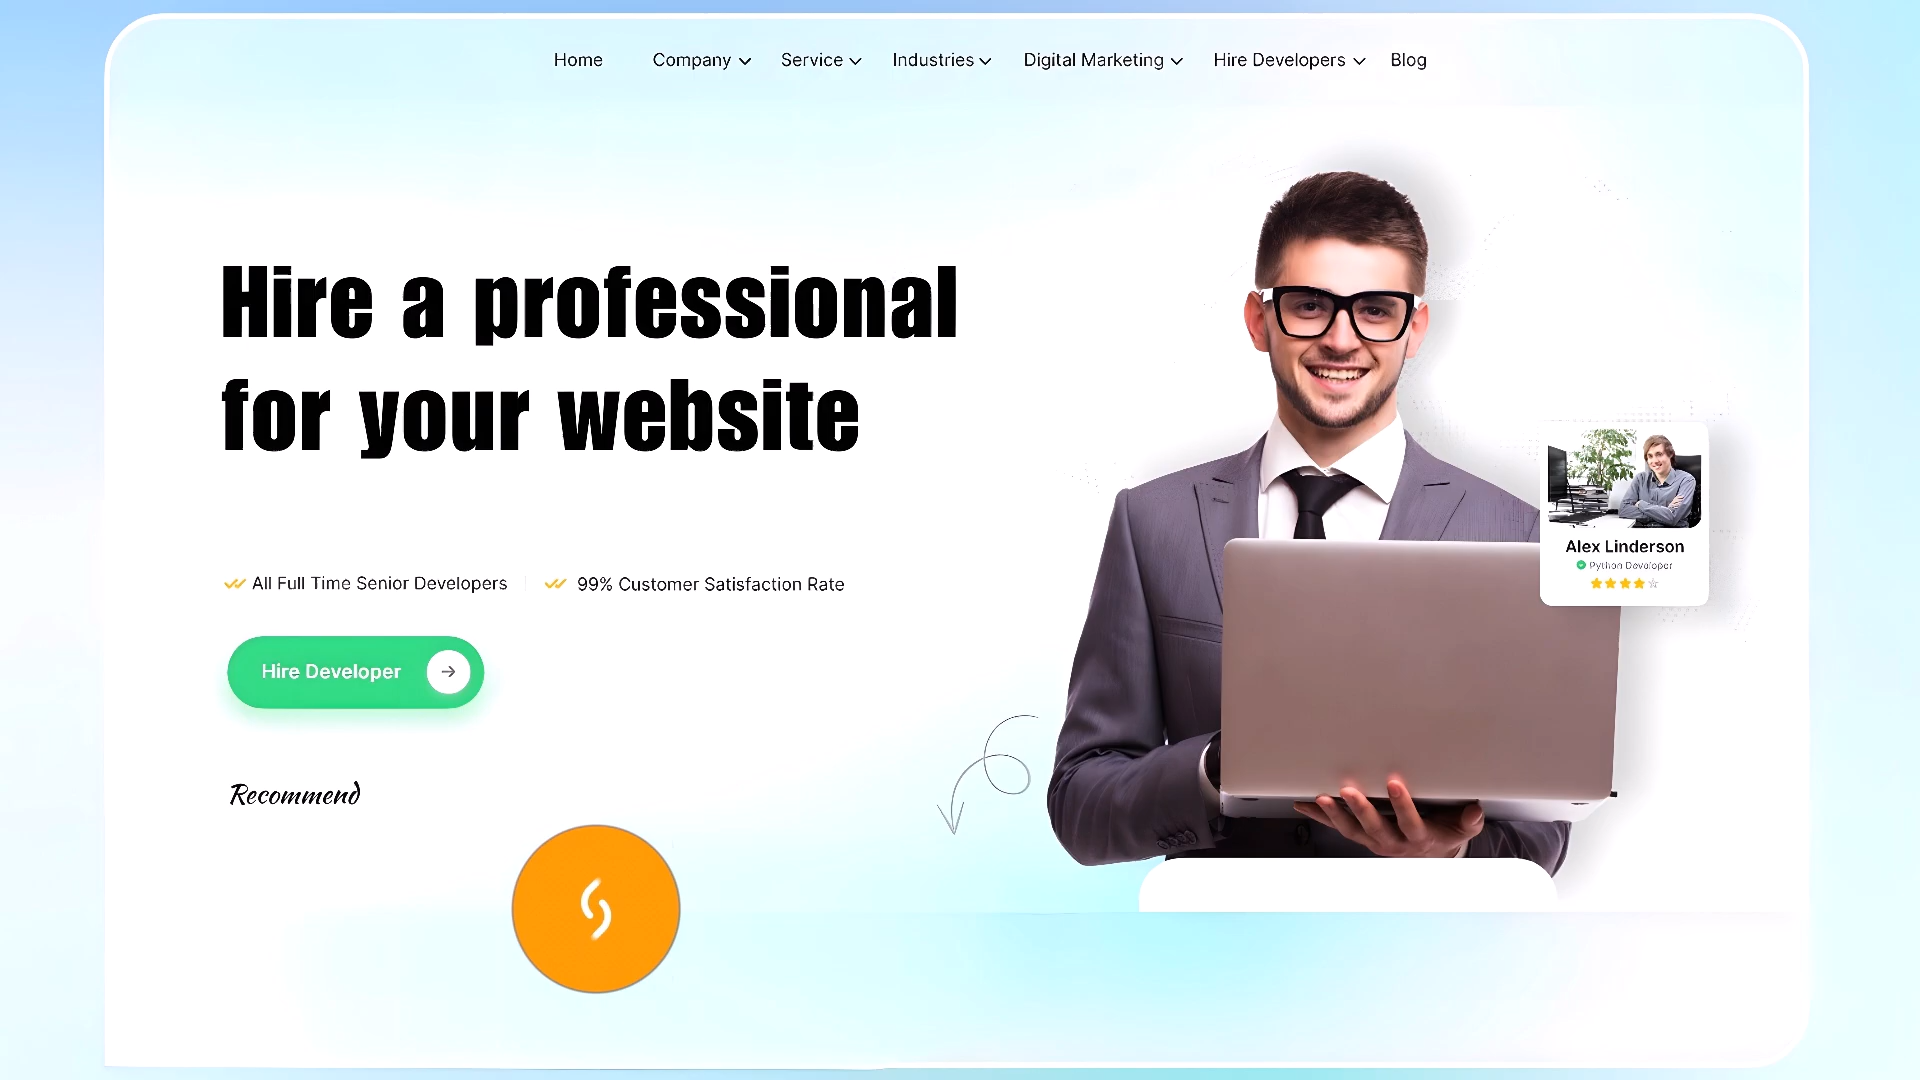 Home Company Service Industries Digital Marketing Hire Developers Blog
Hire a professional
for your website
All Full Time Senior Developers 99% Customer Satisfaction Rate
Hire Developer
Recommend
Alex Linderson
Python Developer